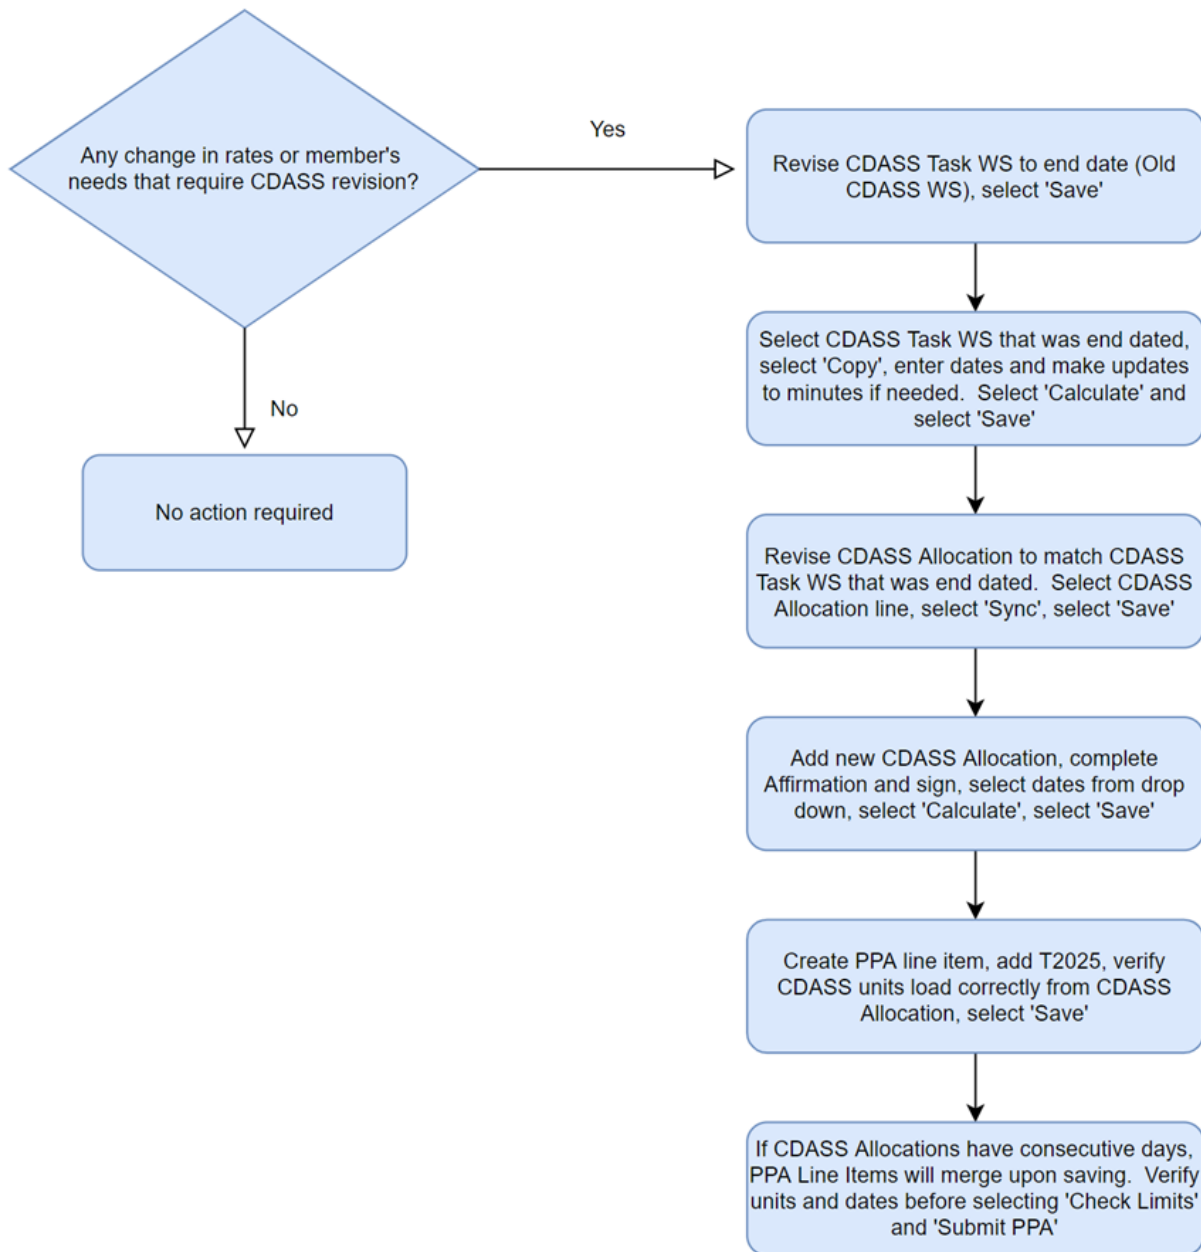 Any change in rates or member's
needs that require CDASS revision?
Yes
No
No action required
Revise CDASS Task WS to end date (Old
CDASS WS), select 'Save'
Select CDASS Task WS that was end dated,
select 'Copy', enter dates and make updates
to minutes if needed.  Select 'Calculate' and
select 'Save'
Revise CDASS Allocation to match CDASS
Task WS that was end dated.  Select CDASS
Allocation line, select 'Sync', select 'Save'
Add new CDASS Allocation, complete
Affirmation and sign, select dates from drop
down, select 'Calculate', select 'Save'
Create PPA line item, add T2025, verify
CDASS units load correctly from CDASS
Allocation, select 'Save'
If CDASS Allocations have consecutive days,
PPA Line Items will merge upon saving.  Verify
units and dates before selecting 'Check Limits'
and 'Submit PPA'